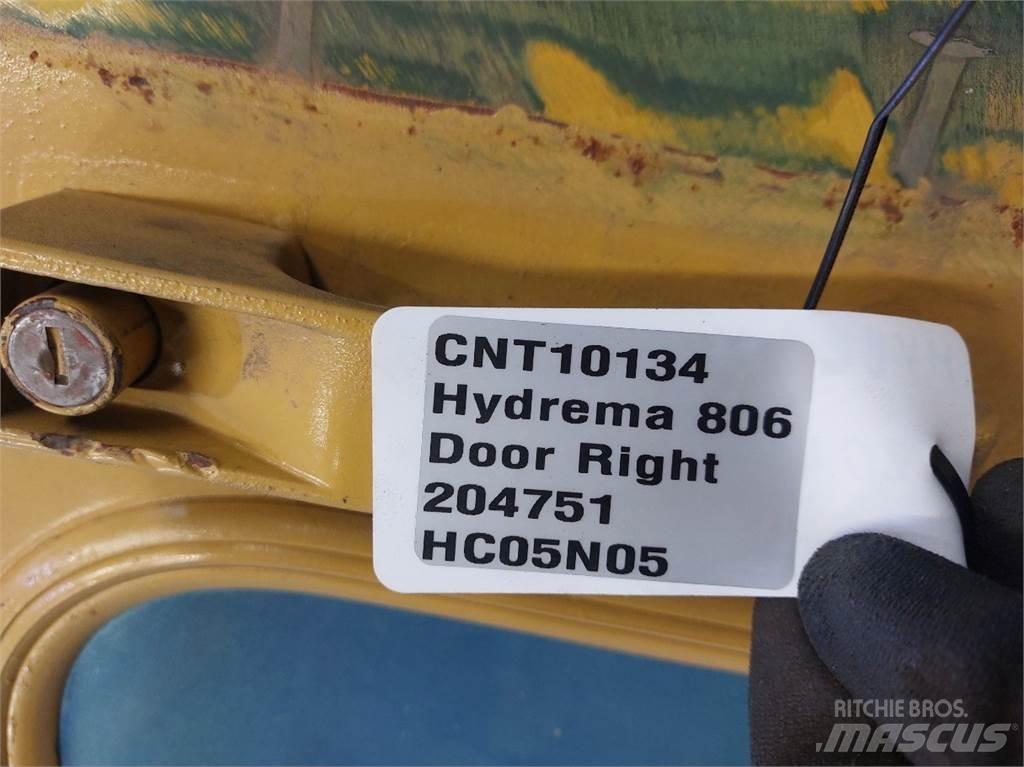 CNT10134
Hydrema 806
Door Right
204751
HC05N05
RITCHIE BROS.
MASCUS